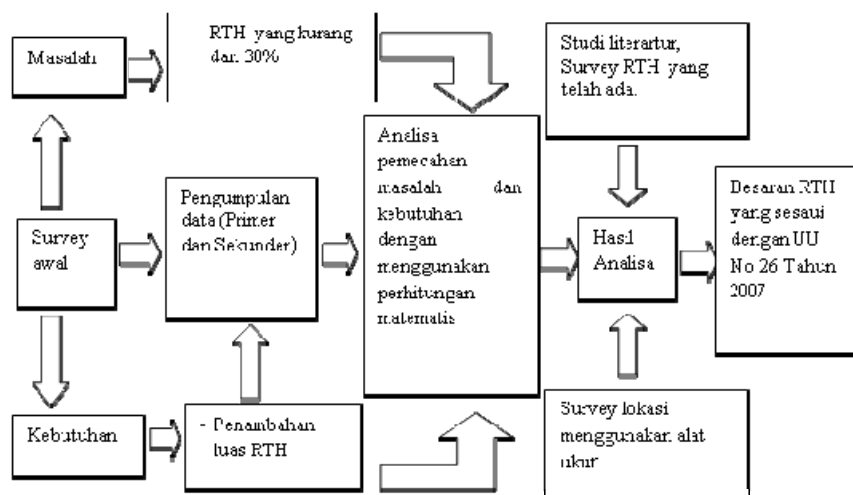 Masalah
RTH yang kurang
dari 30%
Studi literartur,
Survey RTH yang
telah ada.
Survey
awal
Pengumpulan
data (Primer
dan Sekunder)
Analisa
pemecahan
masalah dan
kebutuhan
dengan
menggunakan
perhitungan
matematis
Hasil
Analisa
Besaran RTH
yang sesaui
dengan UU
No 26 Tahun
2007
Kebutuhan
- Penambahan
luas RTH
Survey lokasi
menggunakan alat
ukur